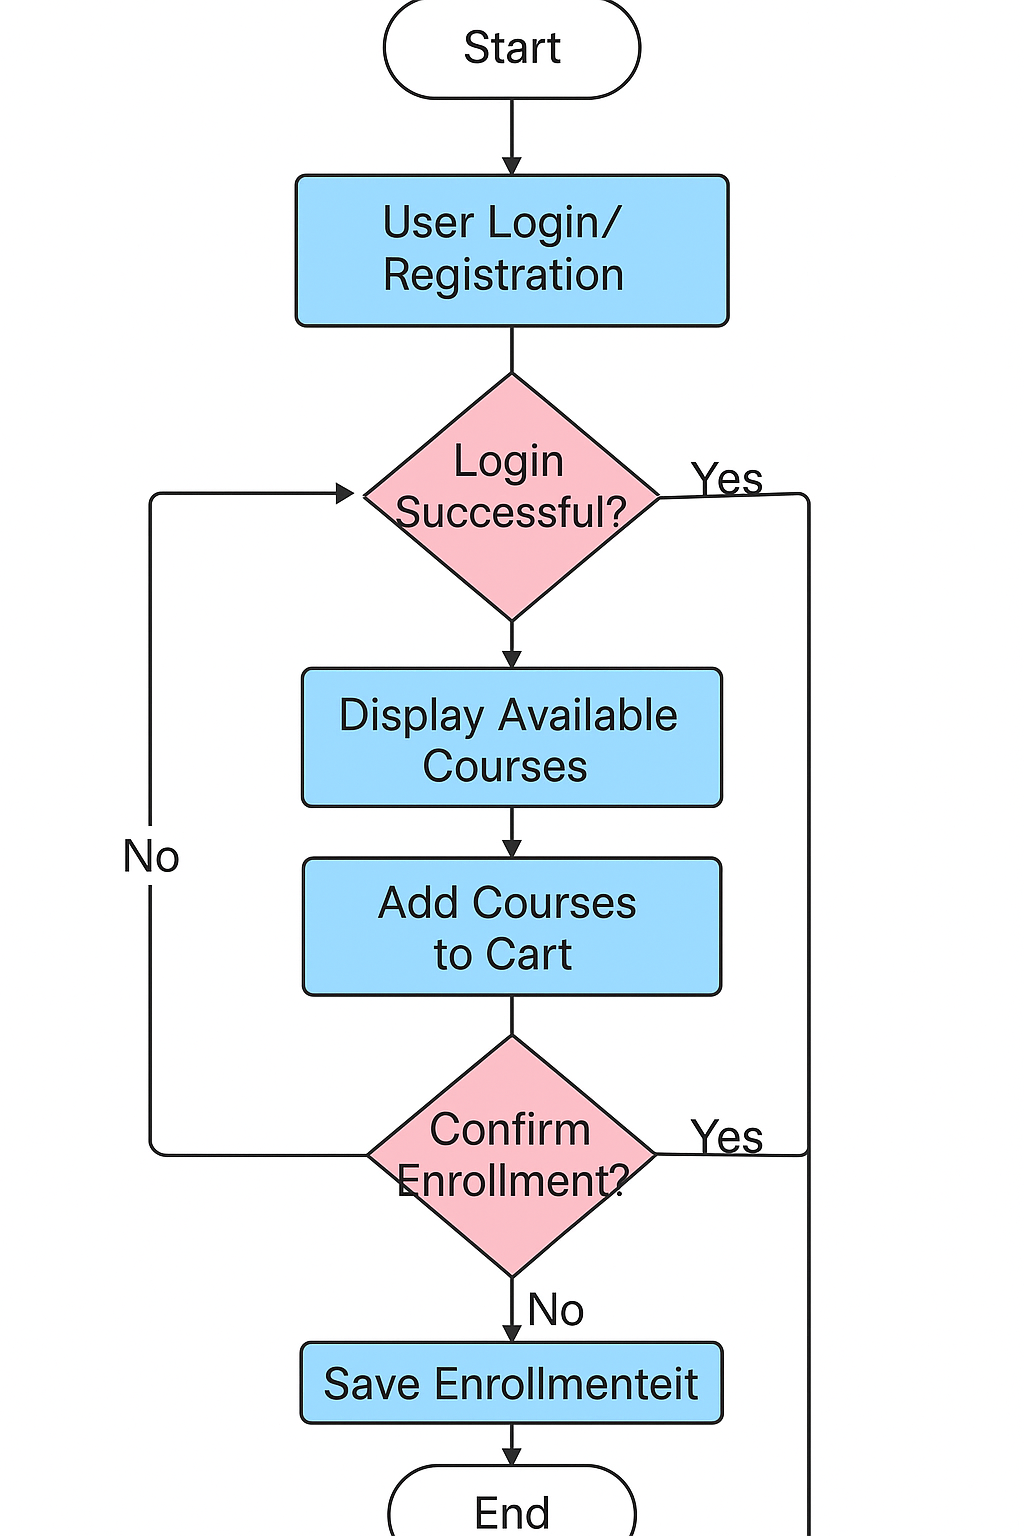 Start
User Login/
Registration
Login
Successful?
Yes
Display Available
Courses
No
Add Courses
to Cart
Confirm
Enrollment?
Yes
No
Save Enrollmenteit
End